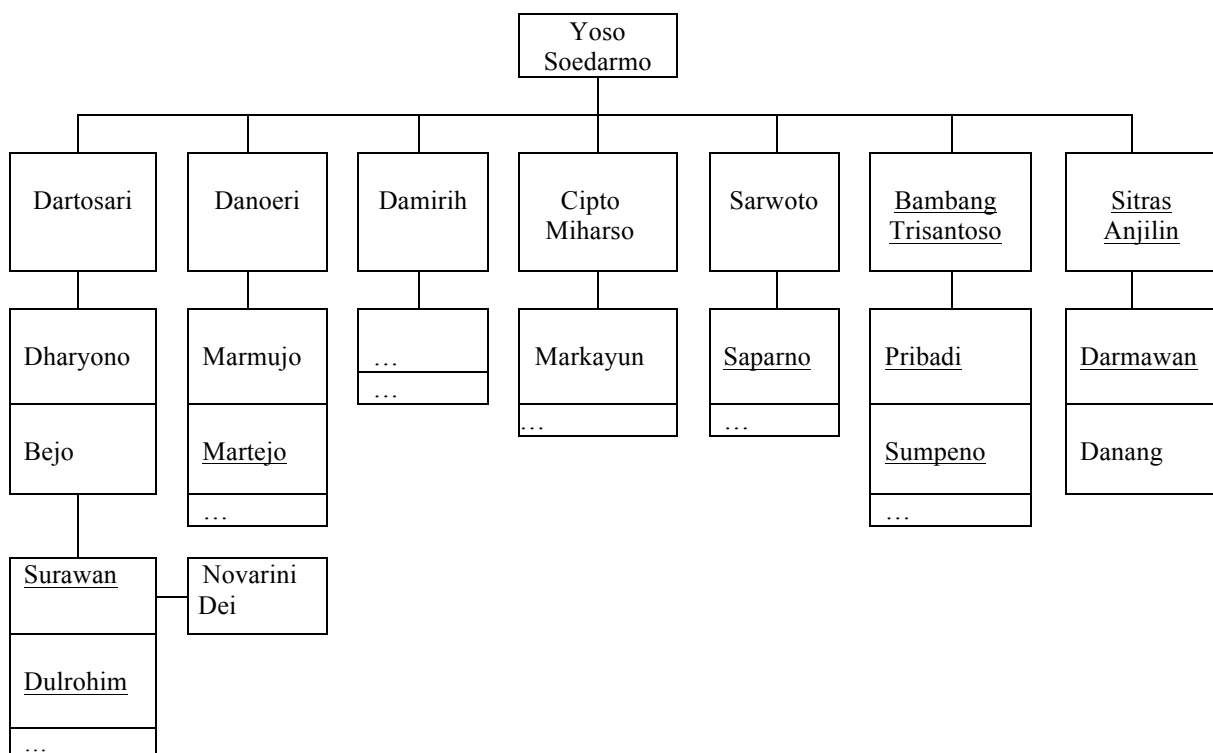 Yoso
Soedarmo
Dartosari
Danoeri
Damirih
Cipto
Miharso
Sarwoto
Bambang
Trisantoso
Sitras
Anjilin
Dharyono
Marmujo
…
Markayun
Saparno
Pribadi
Darmawan
…
Bejo
Martejo
…
…
Sumpeno
Danang
…
…
Surawan
Novarini
Dei
Dulrohim
…